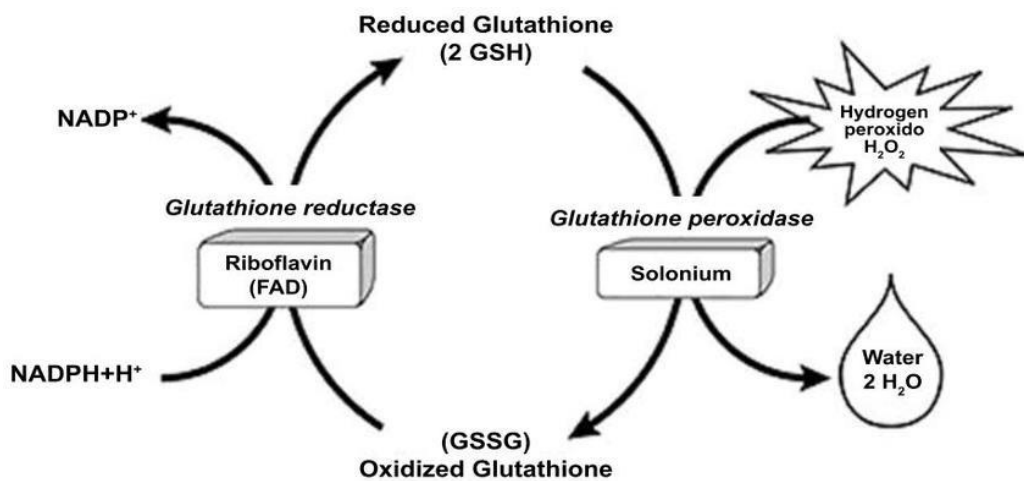 Reduced Glutathione
(2 GSH)
NADP⁺
Hydrogen
peroxido
H₂O₂
Glutathione reductase
Glutathione peroxidase
Riboflavin
(FAD)
Solonium
NADPH+H⁺
Water
2 H₂O
(GSSG)
Oxidized Glutathione